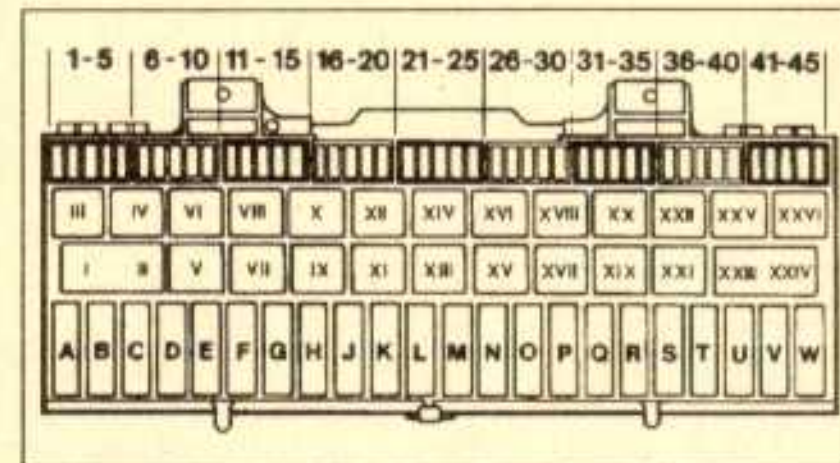 1-5 6-10 11-15 16-20 21-25 26-30 31-35 36-40 41-45
III IV VI VIII X XII XIV XVI XVIII XX XXII XXV XXVI
I II V VII IX XI XIII XV XVII XIX XXI XXIII XXIV
A B C D E F G H J K L M N O P Q R S T U V W